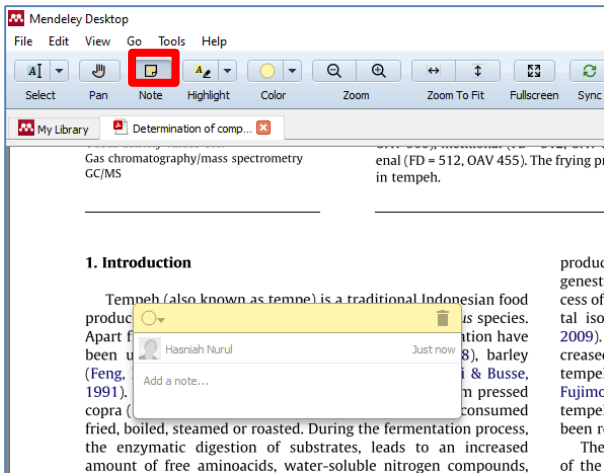 Mendeley Desktop
File Edit View Go Tools Help
Select Pan Note Highlight Color Zoom Zoom To Fit Fullscreen Sync
My Library Determination of comp...
Gas chromatography/mass spectrometry
GC/MS
enal (FD = 512, OAV 455). The frying
in tempeh.
1. Introduction
Tempeh (also known as tempe) is a traditional Indonesian food
produc
us species.
Apart f
ation have
been u
8), barley
(Feng,
i & Busse,
1991).
m pressed
copra (
consumed
fried, boiled, steamed or roasted. During the fermentation process,
the enzymatic digestion of substrates, leads to an increased
amount of free aminoacids, water-soluble nitrogen compounds,
Hasniah Nurul Just now
Add a note...
produc
genest
cess of
tal iso
2009).
creased
tempe
Fujimo
tempe
been r
The
of the